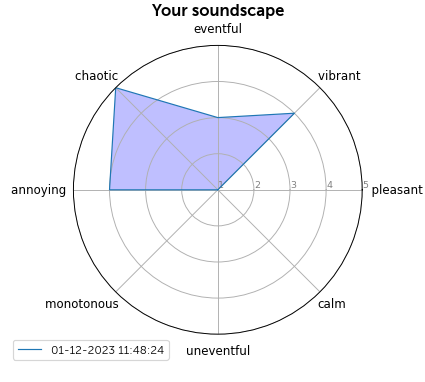 Your soundscape
eventful
chaotic
vibrant
annoying
1 2 3 4 5
pleasant
monotonous
calm
01-12-2023 11:48:24
uneventful